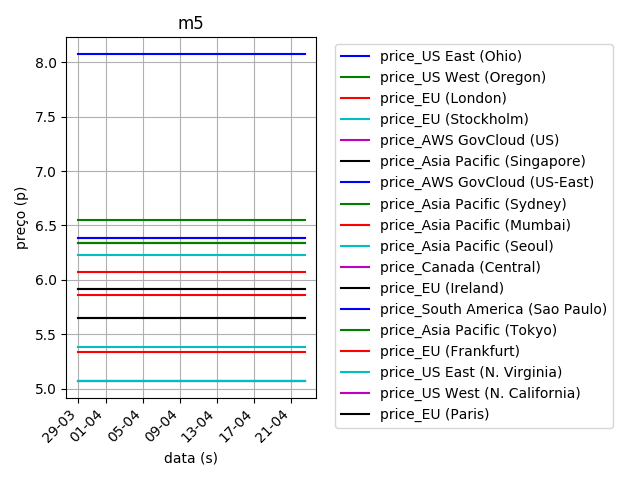 m5
8.0
7.5
7.0
6.5
6.0
5.5
5.0
preço (p)
29-03
01-04
05-04
09-04
13-04
17-04
21-04
data (s)
price_US East (Ohio)
price_US West (Oregon)
price_EU (London)
price_EU (Stockholm)
price_AWS GovCloud (US)
price_Asia Pacific (Singapore)
price_AWS GovCloud (US-East)
price_Asia Pacific (Sydney)
price_Asia Pacific (Mumbai)
price_Asia Pacific (Seoul)
price_Canada (Central)
price_EU (Ireland)
price_South America (Sao Paulo)
price_Asia Pacific (Tokyo)
price_EU (Frankfurt)
price_US East (N. Virginia)
price_US West (N. California)
price_EU (Paris)